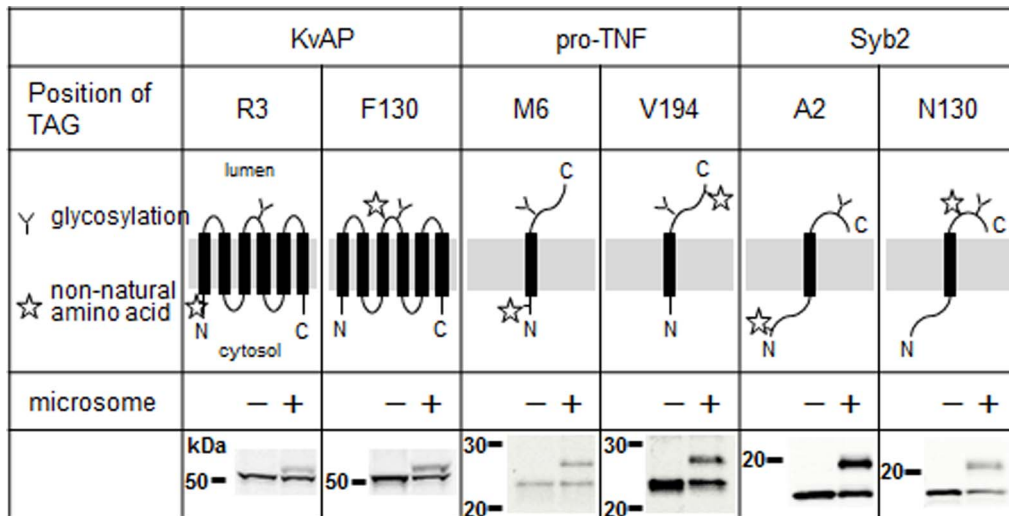 KvAP pro-TNF Syb2
Position of TAG R3 F130 M6 V194 A2 N130
glycosylation
non-natural amino acid
lumen
N C
cytosol
N C
C
N
C
N
C
N
C
N
microsome − + − + − + − + − + − +
kDa
50
50
30
20
30
20
20
20